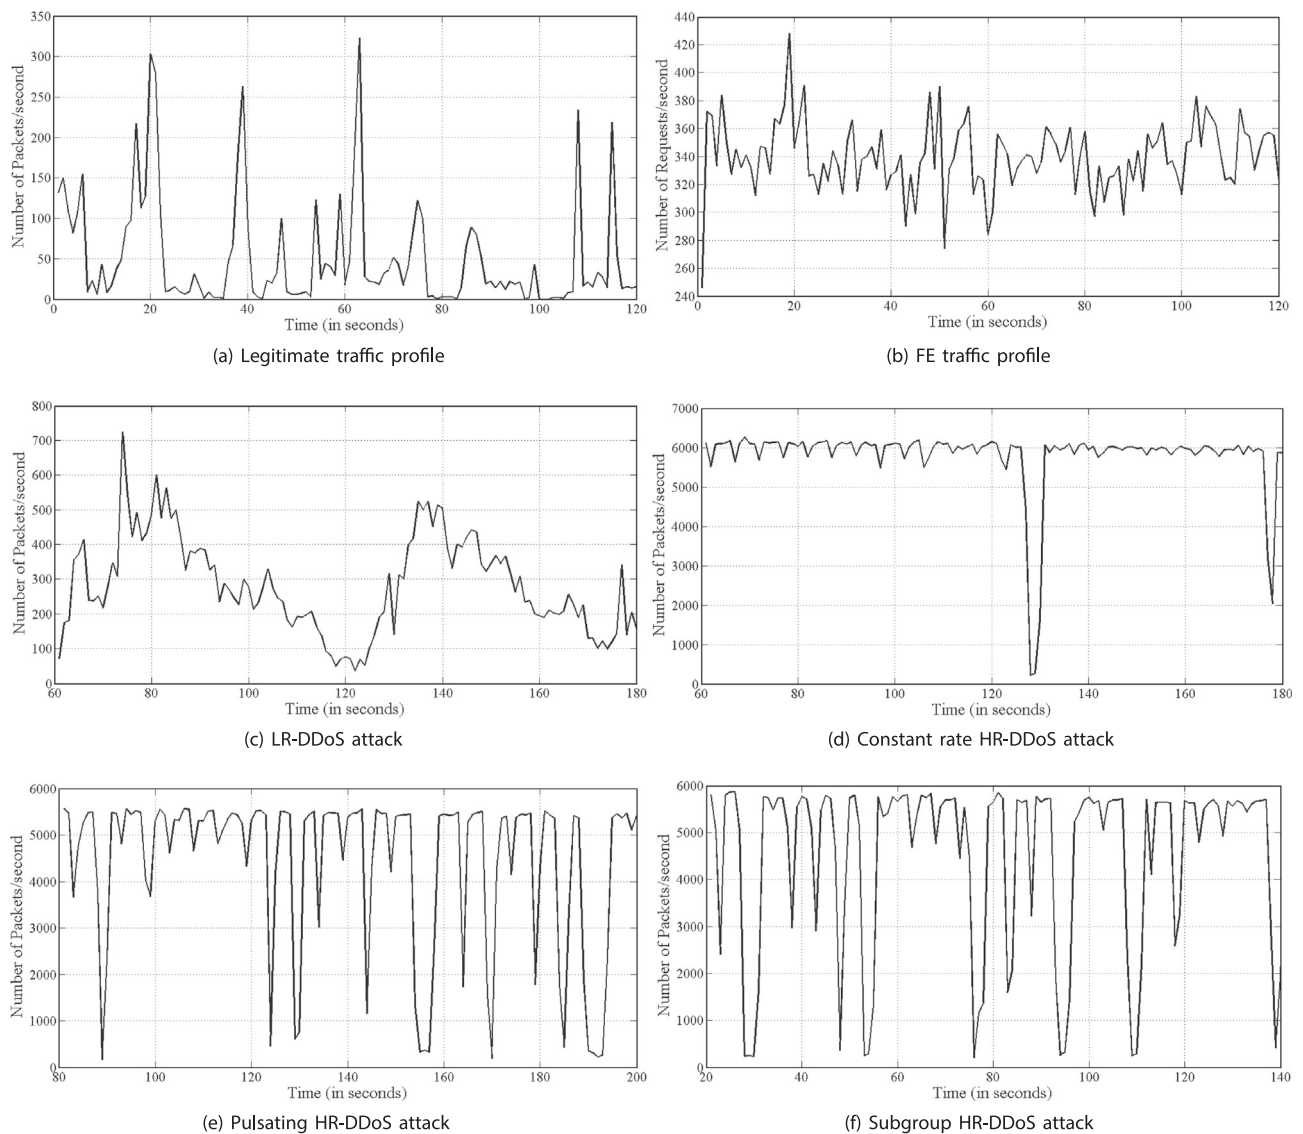 350
300
250
200
150
100
50
0
Number of Packets/second
0 20 40 60 80 100 120
Time (in seconds)
(a) Legitimate traffic profile
440
420
400
380
360
340
320
300
280
260
240
Number of Requests/second
0 20 40 60 80 100 120
Time (in seconds)
(b) FE traffic profile
800
700
600
500
400
300
200
100
0
Number of Packets/second
60 80 100 120 140 160 180
Time (in seconds)
(c) LR-DDoS attack
7000
6000
5000
4000
3000
2000
1000
0
Number of Packets/second
60 80 100 120 140 160 180
Time (in seconds)
(d) Constant rate HR-DDoS attack
6000
5000
4000
3000
2000
1000
0
Number of Packets/second
80 100 120 140 160 180 200
Time (in seconds)
(e) Pulsating HR-DDoS attack
6000
5000
4000
3000
2000
1000
0
Number of Packets/second
20 40 60 80 100 120 140
Time (in seconds)
(f) Subgroup HR-DDoS attack